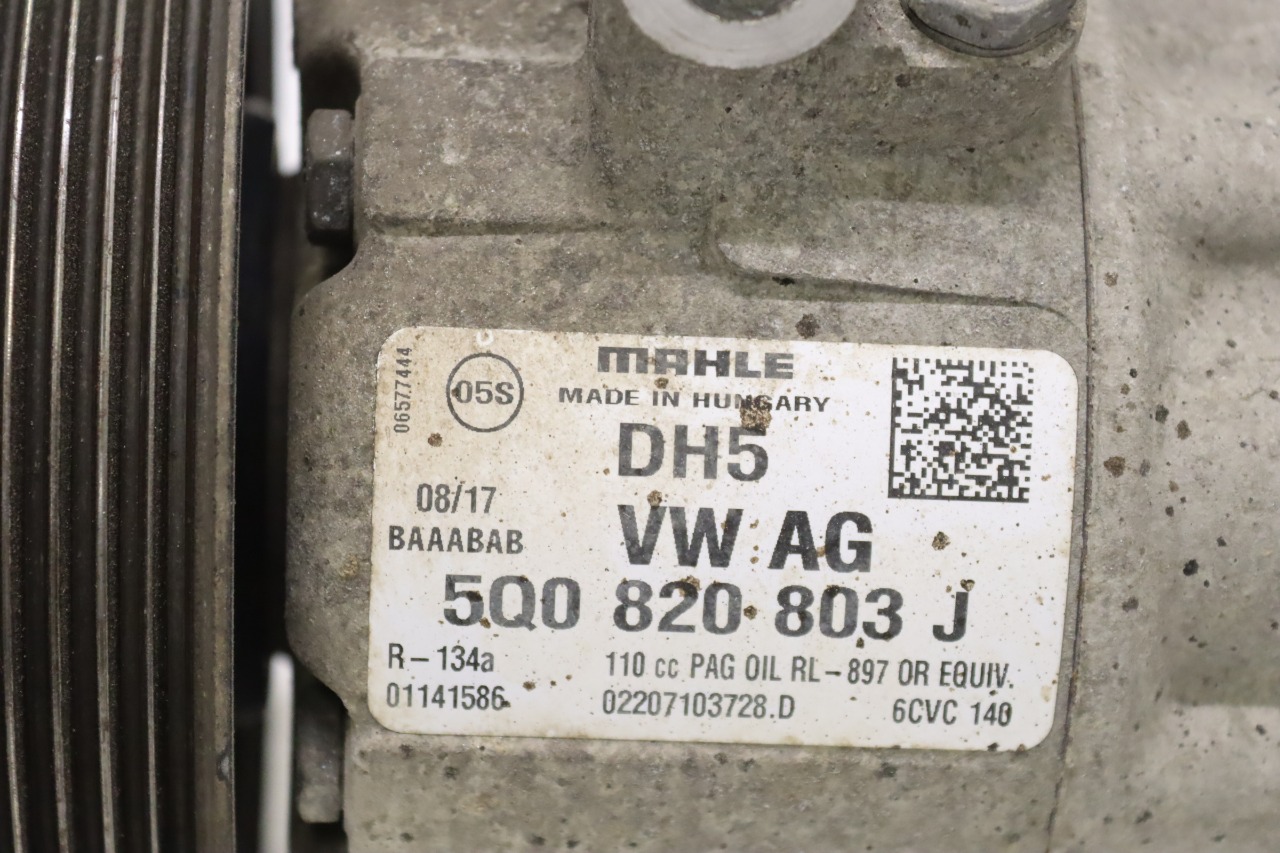 06577444
05S
MAHLE
MADE IN HUNGARY
DH5
08/17
VW AG
BAAABAB
5Q0 820 803 J
R-134a 110 cc PAG OIL RL-897 OR EQUIV.
01141586 02207103728.D 6CVC 140